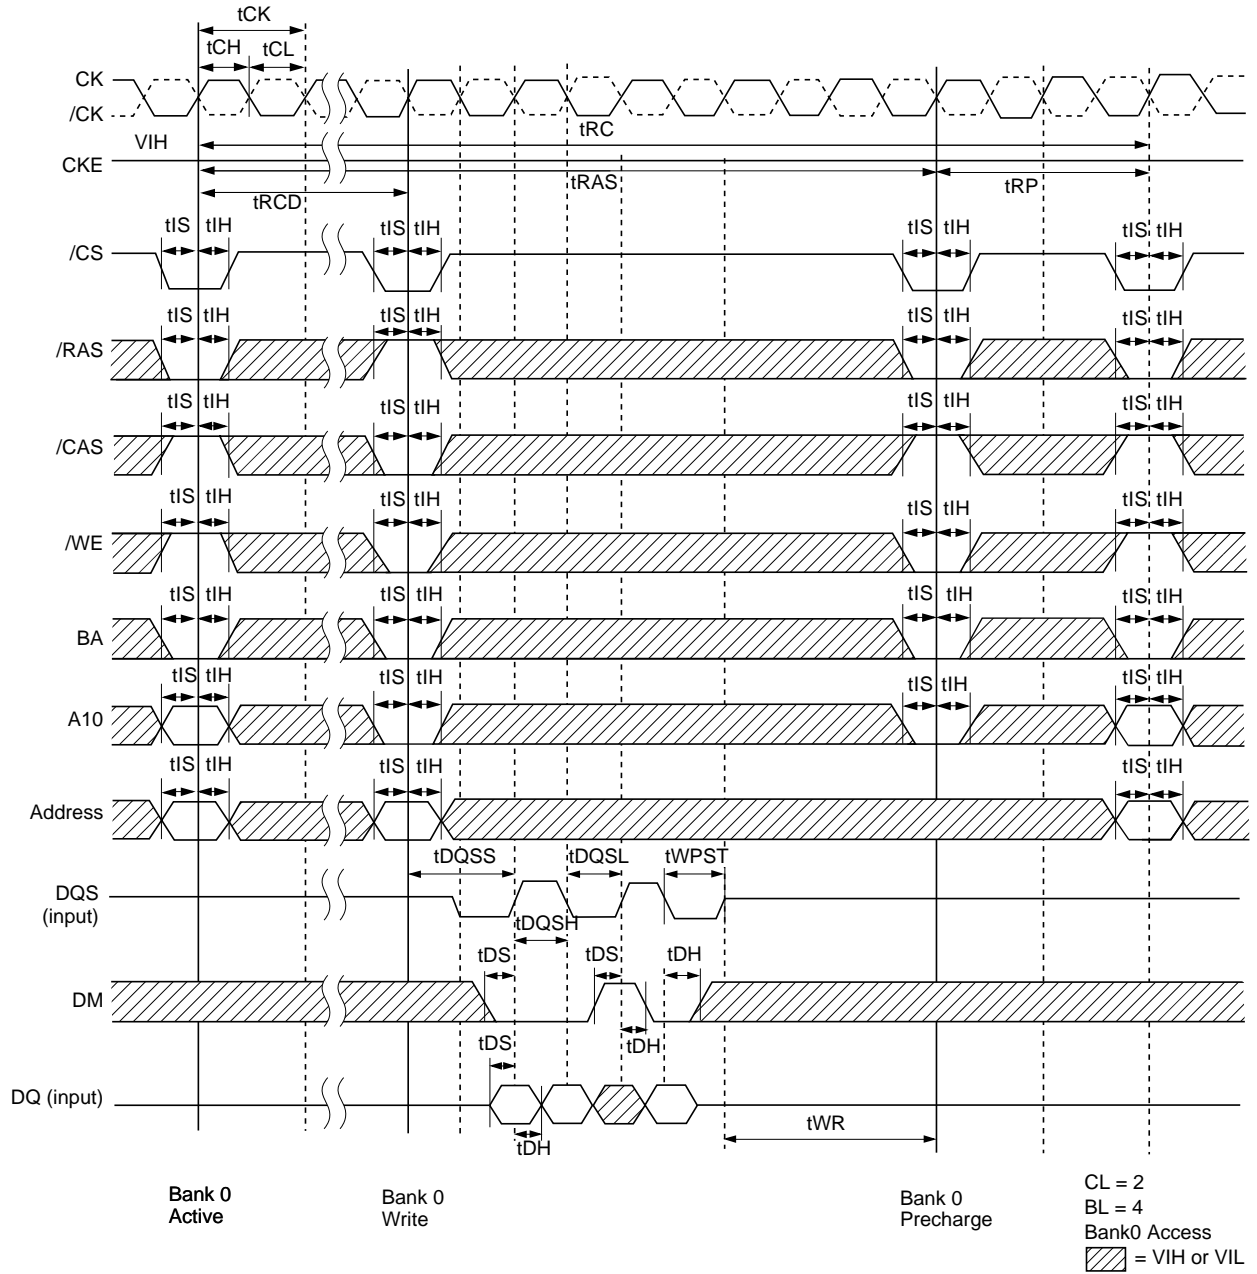 tCK
tCH tCL
CK
/CK
tRC
VIH
CKE
tRAS
tRP
tRCD
tIS tIH tIS tIH tIS tIH tIS tIH
/CS
tIS tIH tIS tIH tIS tIH tIS tIH
/RAS
tIS tIH tIS tIH tIS tIH tIS tIH
/CAS
tIS tIH tIS tIH tIS tIH tIS tIH
/WE
tIS tIH tIS tIH tIS tIH tIS tIH
BA
tIS tIH tIS tIH tIS tIH tIS tIH
A10
tIS tIH tIS tIH tIS tIH
Address
tDQSS tDQSL tWPST
DQS
(input)
tDQSH
tDS tDS tDH
DM
tDS tDH
DQ (input)
tDH
tWR
Bank 0
Active
Bank 0
Write
Bank 0
Precharge
CL = 2
BL = 4
Bank0 Access
= VIH or VIL